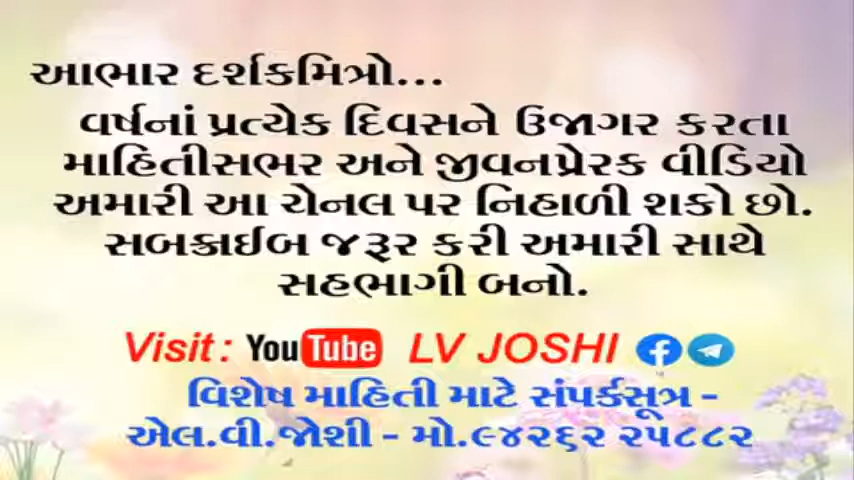 આભાર દર્શકમિત્રો...
વર્ષનાં પ્રત્યેક દિવસને ઉજાગર કરતા
માહિતીસભર અને જીવનપ્રેરક વીડિયો
અમારી આ ચેનલ પર નિહાળી શકો છો.
સબસ્ક્રાઈબ જરૂર કરી અમારી સાથે
સહભાગી બનો.
Visit : YouTube LV JOSHI
વિશેષ માહિતી માટે સંપર્કસૂત્ર -
એલ.વી.જોશી - મો.૯૪૨૬૨ ૨૫૮૮૨